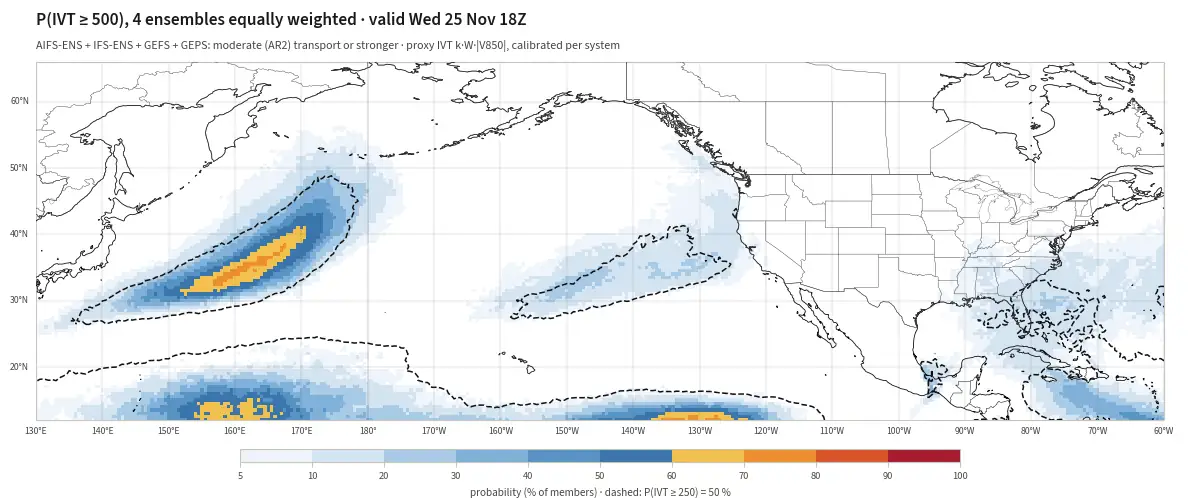 P(IVT ≥ 500), 4 ensembles equally weighted · valid Wed 25 Nov 18Z
AIFS-ENS + IFS-ENS + GEFS + GEPS: moderate (AR2) transport or stronger · proxy IVT k·W·|V850|, calibrated per system
60°N
50°N
40°N
30°N
20°N
130°E 140°E 150°E 160°E 170°E 180° 170°W 160°W 150°W 140°W 130°W 120°W 110°W 100°W 90°W 80°W 70°W 60°W
5 10 20 30 40 50 60 70 80 90 100
probability (% of members) · dashed: P(IVT ≥ 250) = 50 %